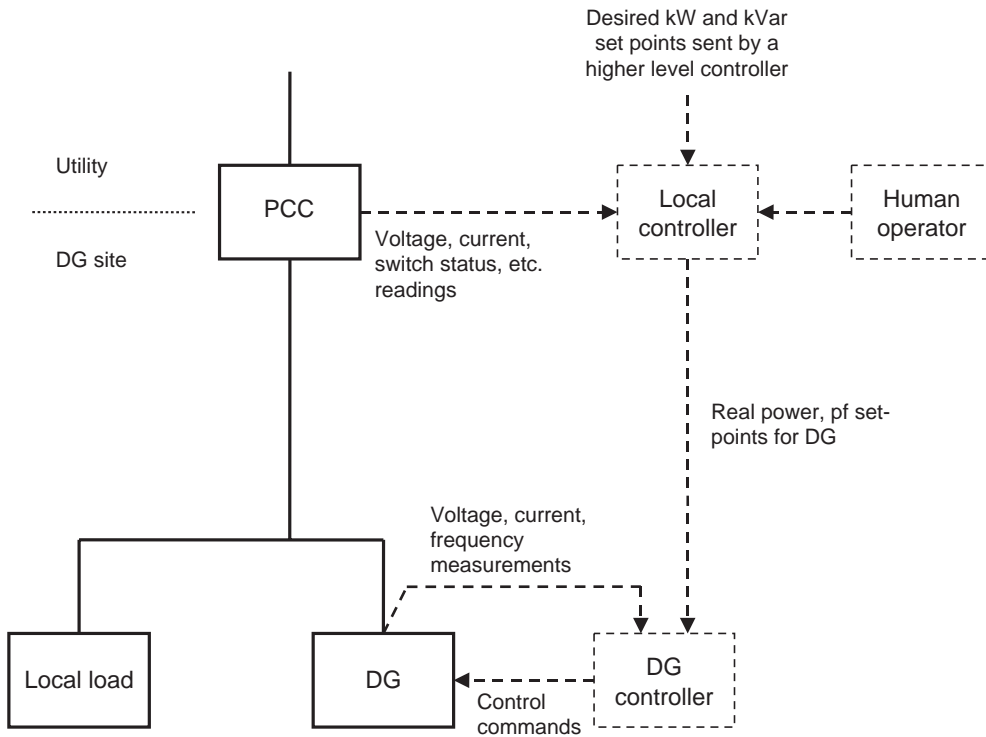 Desired kW and kVar
set points sent by a
higher level controller
Utility
PCC
Local
controller
Human
operator
DG site
Voltage, current,
switch status, etc.
readings
Real power, pf set-
points for DG
Voltage, current,
frequency
measurements
Local load
DG
DG
controller
Control
commands